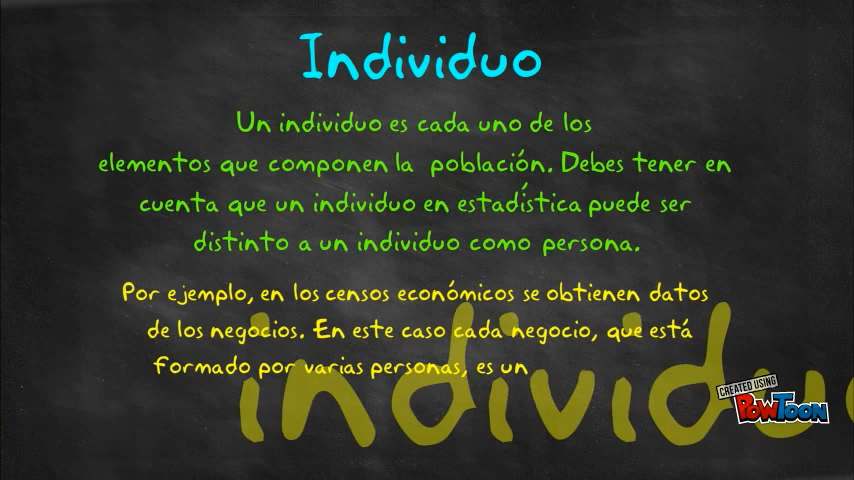 Individuo
Un individuo es cada uno de los
elementos que componen la población. Debes tener en
cuenta que un individuo en estadística puede ser
distinto a un individuo como persona.
Por ejemplo, en los censos económicos se obtienen datos
de los negocios. En este caso cada negocio, que está
formado por varias personas, es un
individuo
CREATED USING
POWTOON